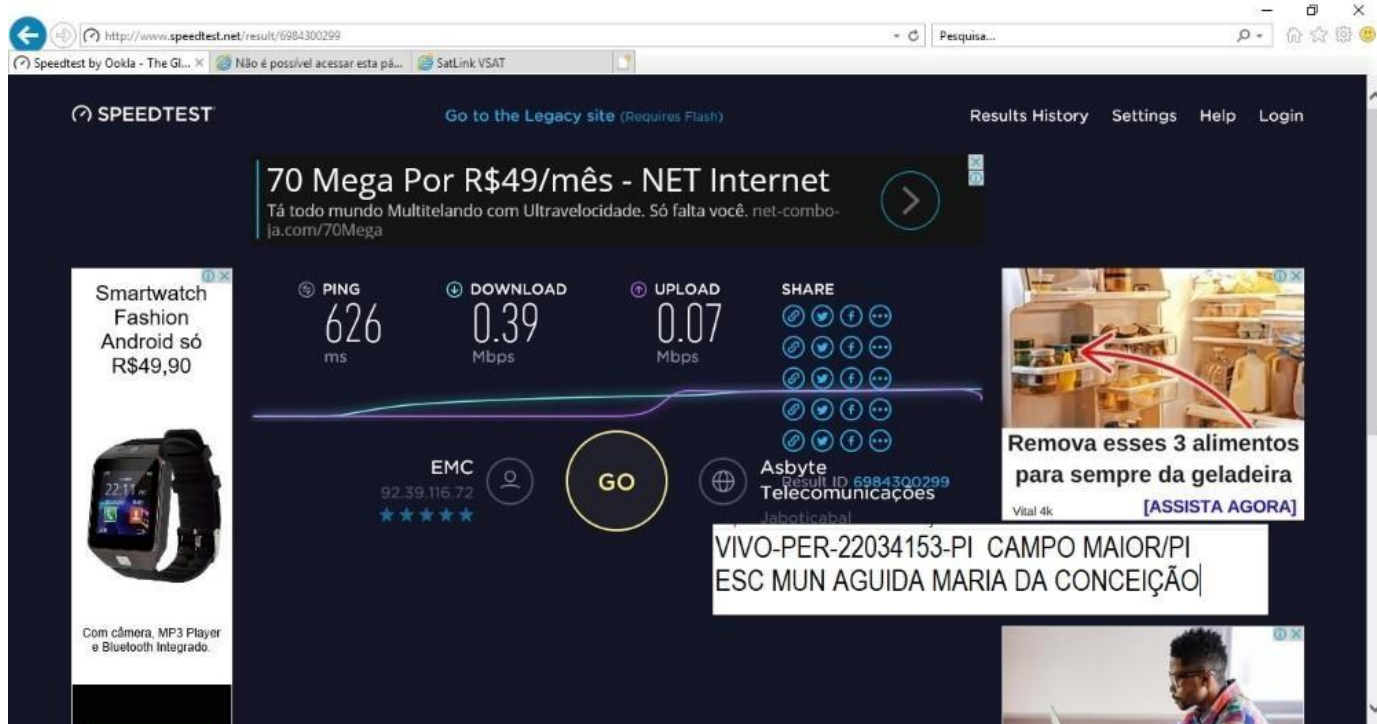 http://www.speedtest.net/result/6984300299
Pesquisa...
Speedtest by Ookla - The Gl...
Não é possível acessar esta pá...
SatLink VSAT
SPEEDTEST
Go to the Legacy site (Requires Flash)
Results History Settings Help Login
70 Mega Por R$49/mês - NET Internet
Tá todo mundo Multitelando com Ultravelocidade. Só falta você. net-combo-
ja.com/70Mega
Smartwatch
Fashion
Android só
R$49,90
22:11
Com câmera, MP3 Player
e Bluetooth Integrado.
PING
626
ms
DOWNLOAD
0.39
Mbps
UPLOAD
0.07
Mbps
SHARE
EMC
92.39.116.72
GO
Asbyte
Result ID 6984300299
Telecomunicações
Jaboticabal
Remova esses 3 alimentos
para sempre da geladeira
Vital 4k
[ASSISTA AGORA]
VIVO-PER-22034153-PI CAMPO MAIOR/PI
ESC MUN AGUIDA MARIA DA CONCEIÇÃO